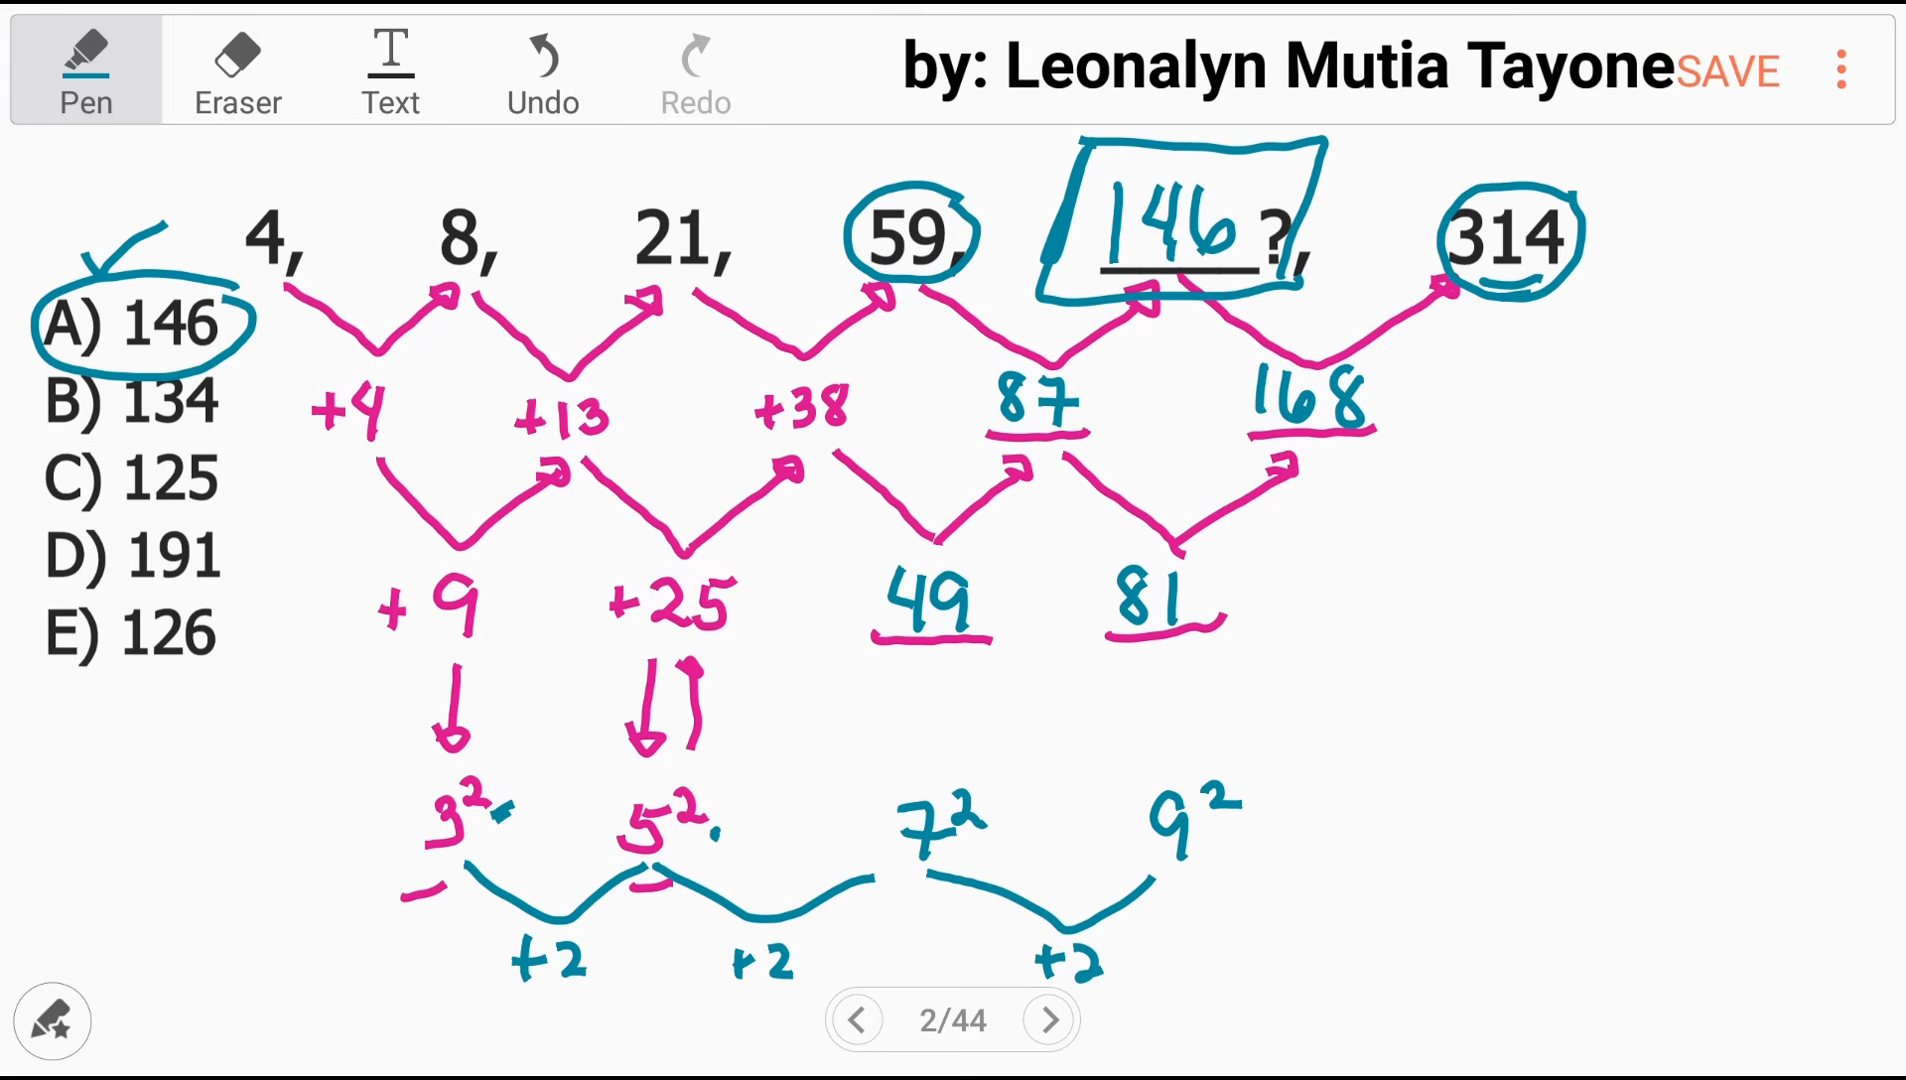 Pen Eraser Text Undo Redo by: Leonalyn Mutia Tayone SAVE
4, 8, 21, 59, 146 ?, 314
A) 146
B) 134
C) 125
D) 191
E) 126
+4 +13 +38 87 168
+9 +25 49 81
3² 5² 7² 9²
+2 +2 +2
2/44